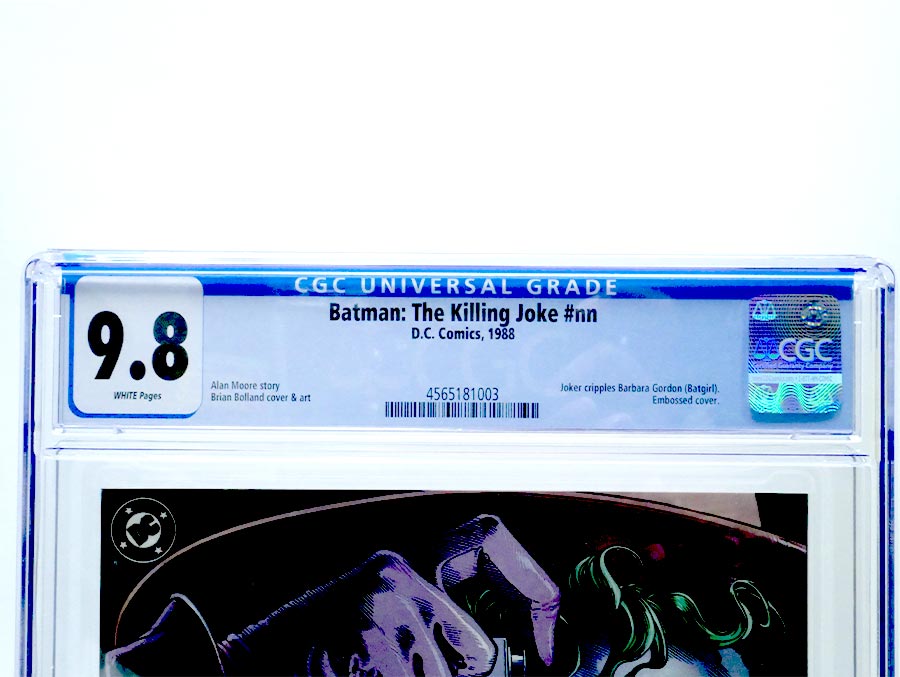 CGC UNIVERSAL GRADE
Batman: The Killing Joke #nn
D.C. Comics, 1988
9.8
WHITE Pages
Alan Moore story
Brian Bolland cover & art
4565181003
Joker cripples Barbara Gordon (Batgirl).
Embossed cover.
CGC
DC